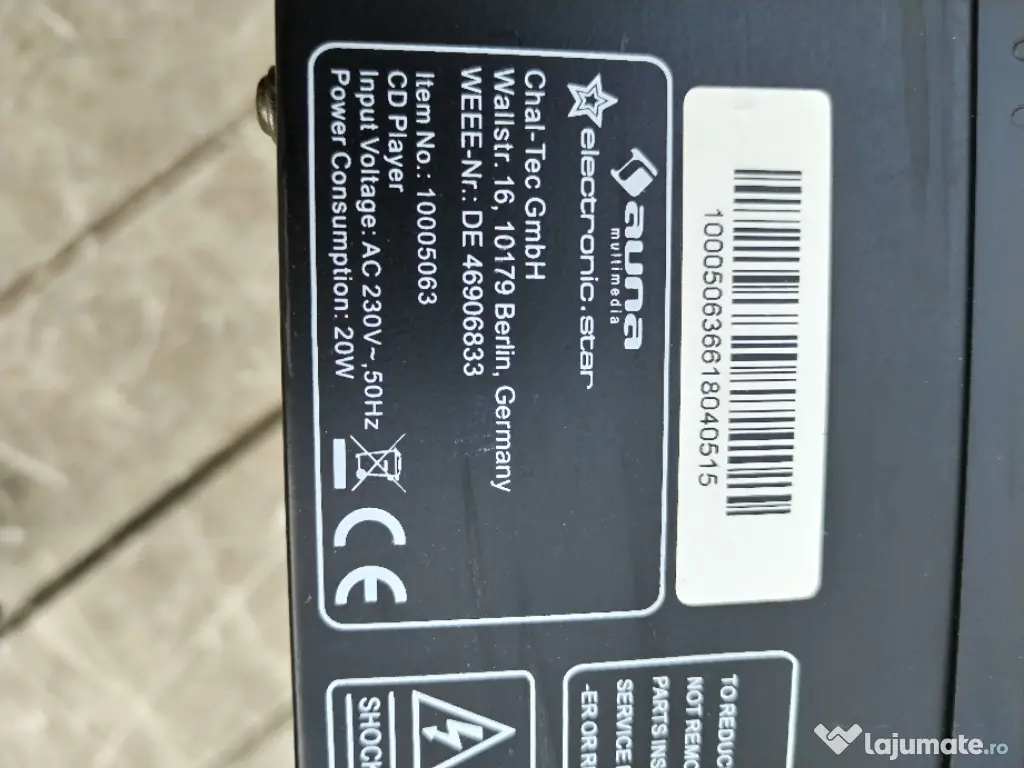 auna
multimedia
electronic.star
Chal-Tec GmbH
Wallstr. 16, 10179 Berlin, Germany
WEEE-Nr.: DE 46906833
Item No.: 10005063
CD Player
Input Voltage: AC 230V~,50Hz
Power Consumption: 20W
CE
100050636618040515
SHOCK
TO REDUC
NOT REMO
PARTS INS
SERVICE
-ER OR R
lajumate.ro